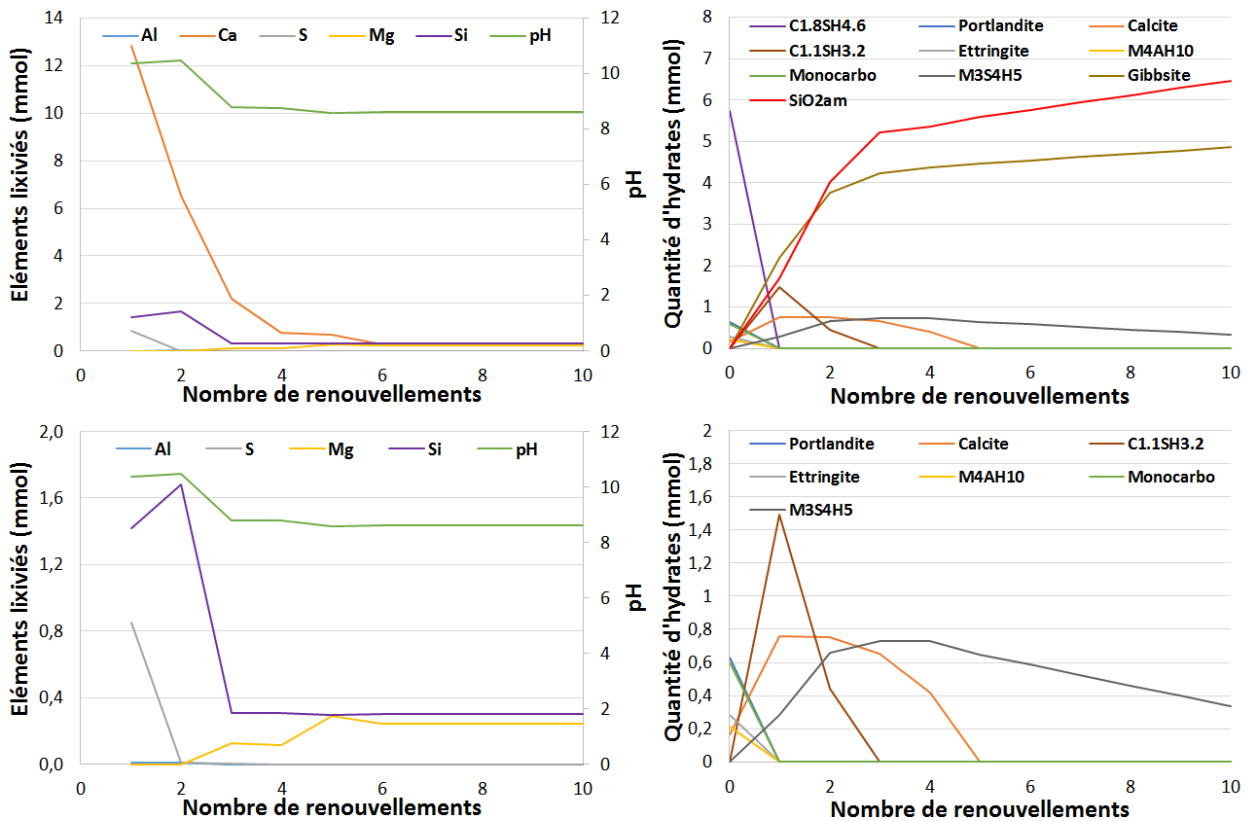 Al Ca S Mg Si pH
14
12
10
8
6
4
2
0
Eléments lixiviés (mmol)
12
10
8
6
4
2
0
pH
0 2 4 6 8 10
Nombre de renouvellements
C1.8SH4.6 Portlandite Calcite
C1.1SH3.2 Ettringite M4AH10
Monocarbo M3S4H5 Gibbsite
SiO2am
8
7
6
5
4
3
2
1
0
Quantité d'hydrates (mmol)
0 2 4 6 8 10
Nombre de renouvellements
Al S Mg Si pH
2,0
1,6
1,2
0,8
0,4
0,0
Eléments lixiviés (mmol)
12
10
8
6
4
2
0
pH
0 2 4 6 8 10
Nombre de renouvellements
Portlandite Calcite C1.1SH3.2
Ettringite M4AH10 Monocarbo
M3S4H5
2
1,8
1,6
1,4
1,2
1
0,8
0,6
0,4
0,2
0
Quantité d'hydrates (mmol)
0 2 4 6 8 10
Nombre de renouvellements